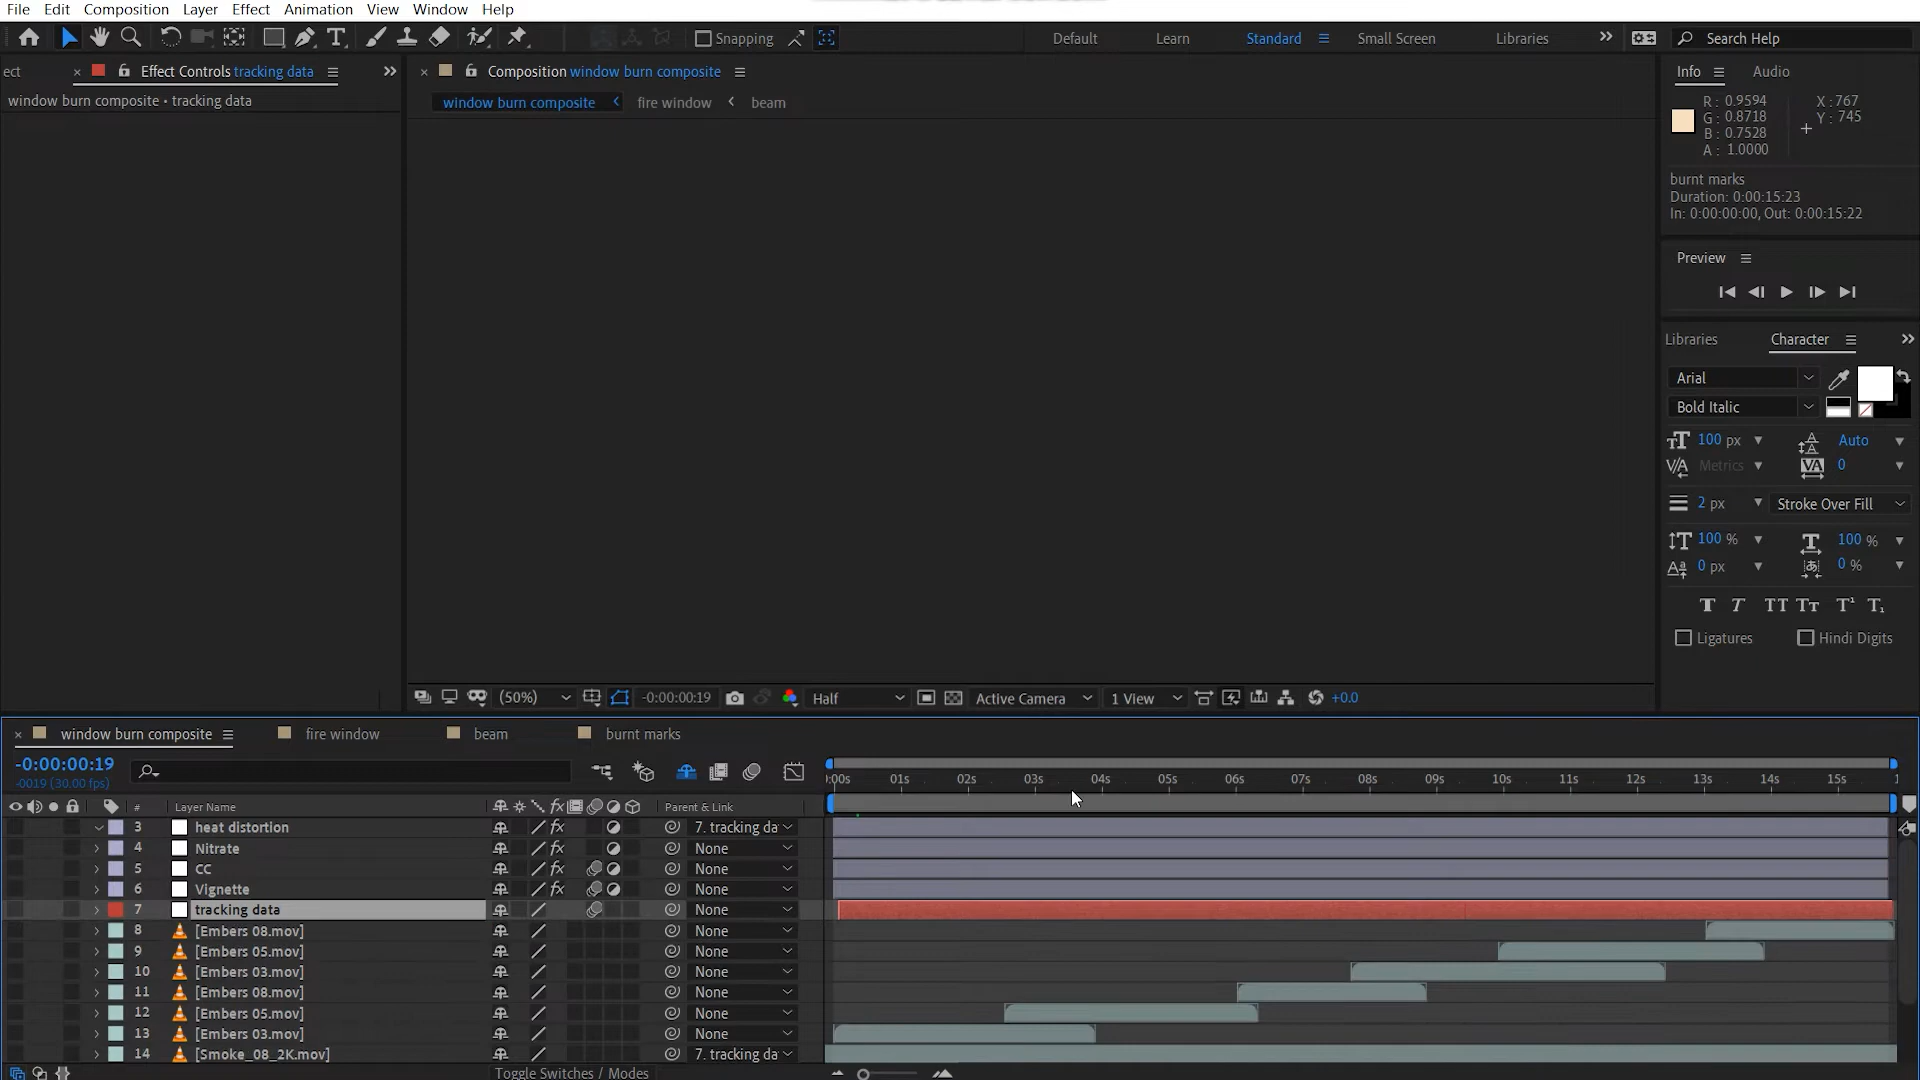 File Edit Composition Layer Effect Animation View Window Help
Snapping Default Learn Standard Small Screen Libraries Search Help
ect Effect Controls tracking data Composition window burn composite Info Audio
window burn composite • tracking data window burn composite fire window beam
R: 0.9594 X: 767
G: 0.8718 Y: 745
B: 0.7528
A: 1.0000
burnt marks
Duration: 0:00:15:23
In: 0:00:00:00, Out: 0:00:15:22
Preview
Libraries Character
Arial
Bold Italic
100 px Auto
Metrics 0
2 px Stroke Over Fill
100 % 100 %
0 px 0 %
Ligatures Hindi Digits
(50%) -0:00:00:19 Half Active Camera 1 View +0.0
window burn composite fire window beam burnt marks
-0:00:00:19
-0019 (30.00 fps)
:00s 01s 02s 03s 04s 05s 06s 07s 08s 09s 10s 11s 12s 13s 14s 15s 1
# Layer Name Parent & Link
3 heat distortion 7. tracking da
4 Nitrate None
5 CC None
6 Vignette None
7 tracking data None
8 [Embers 08.mov] None
9 [Embers 05.mov] None
10 [Embers 03.mov] None
11 [Embers 08.mov] None
12 [Embers 05.mov] None
13 [Embers 03.mov] None
14 [Smoke_08_2K.mov] 7. tracking da
Toggle Switches / Modes